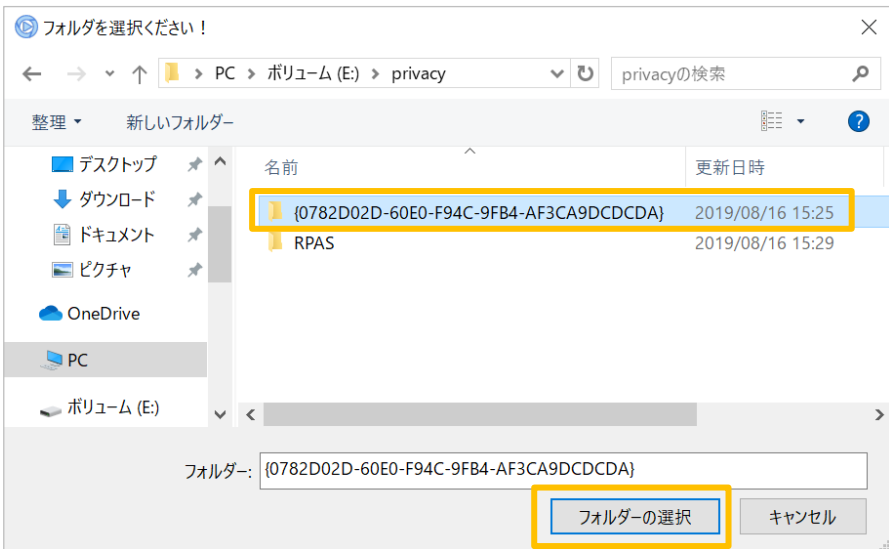 フォルダを選択ください！
PC > ボリューム (E:) > privacy
privacyの検索
整理
新しいフォルダー
?
デスクトップ
ダウンロード
ドキュメント
ピクチャ
OneDrive
PC
ボリューム (E:)
名前 更新日時
{0782D02D-60E0-F94C-9FB4-AF3CA9DCDCDA} 2019/08/16 15:25
RPAS 2019/08/16 15:29
フォルダー: {0782D02D-60E0-F94C-9FB4-AF3CA9DCDCDA}
フォルダーの選択 キャンセル